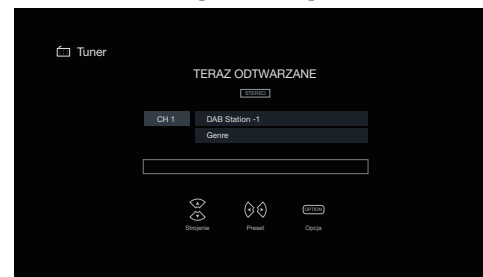 Tuner
TERAZ ODTWARZANE
STEREO
CH 1 DAB Station -1
Genre
OPTION
Strojenie Preset Opcja